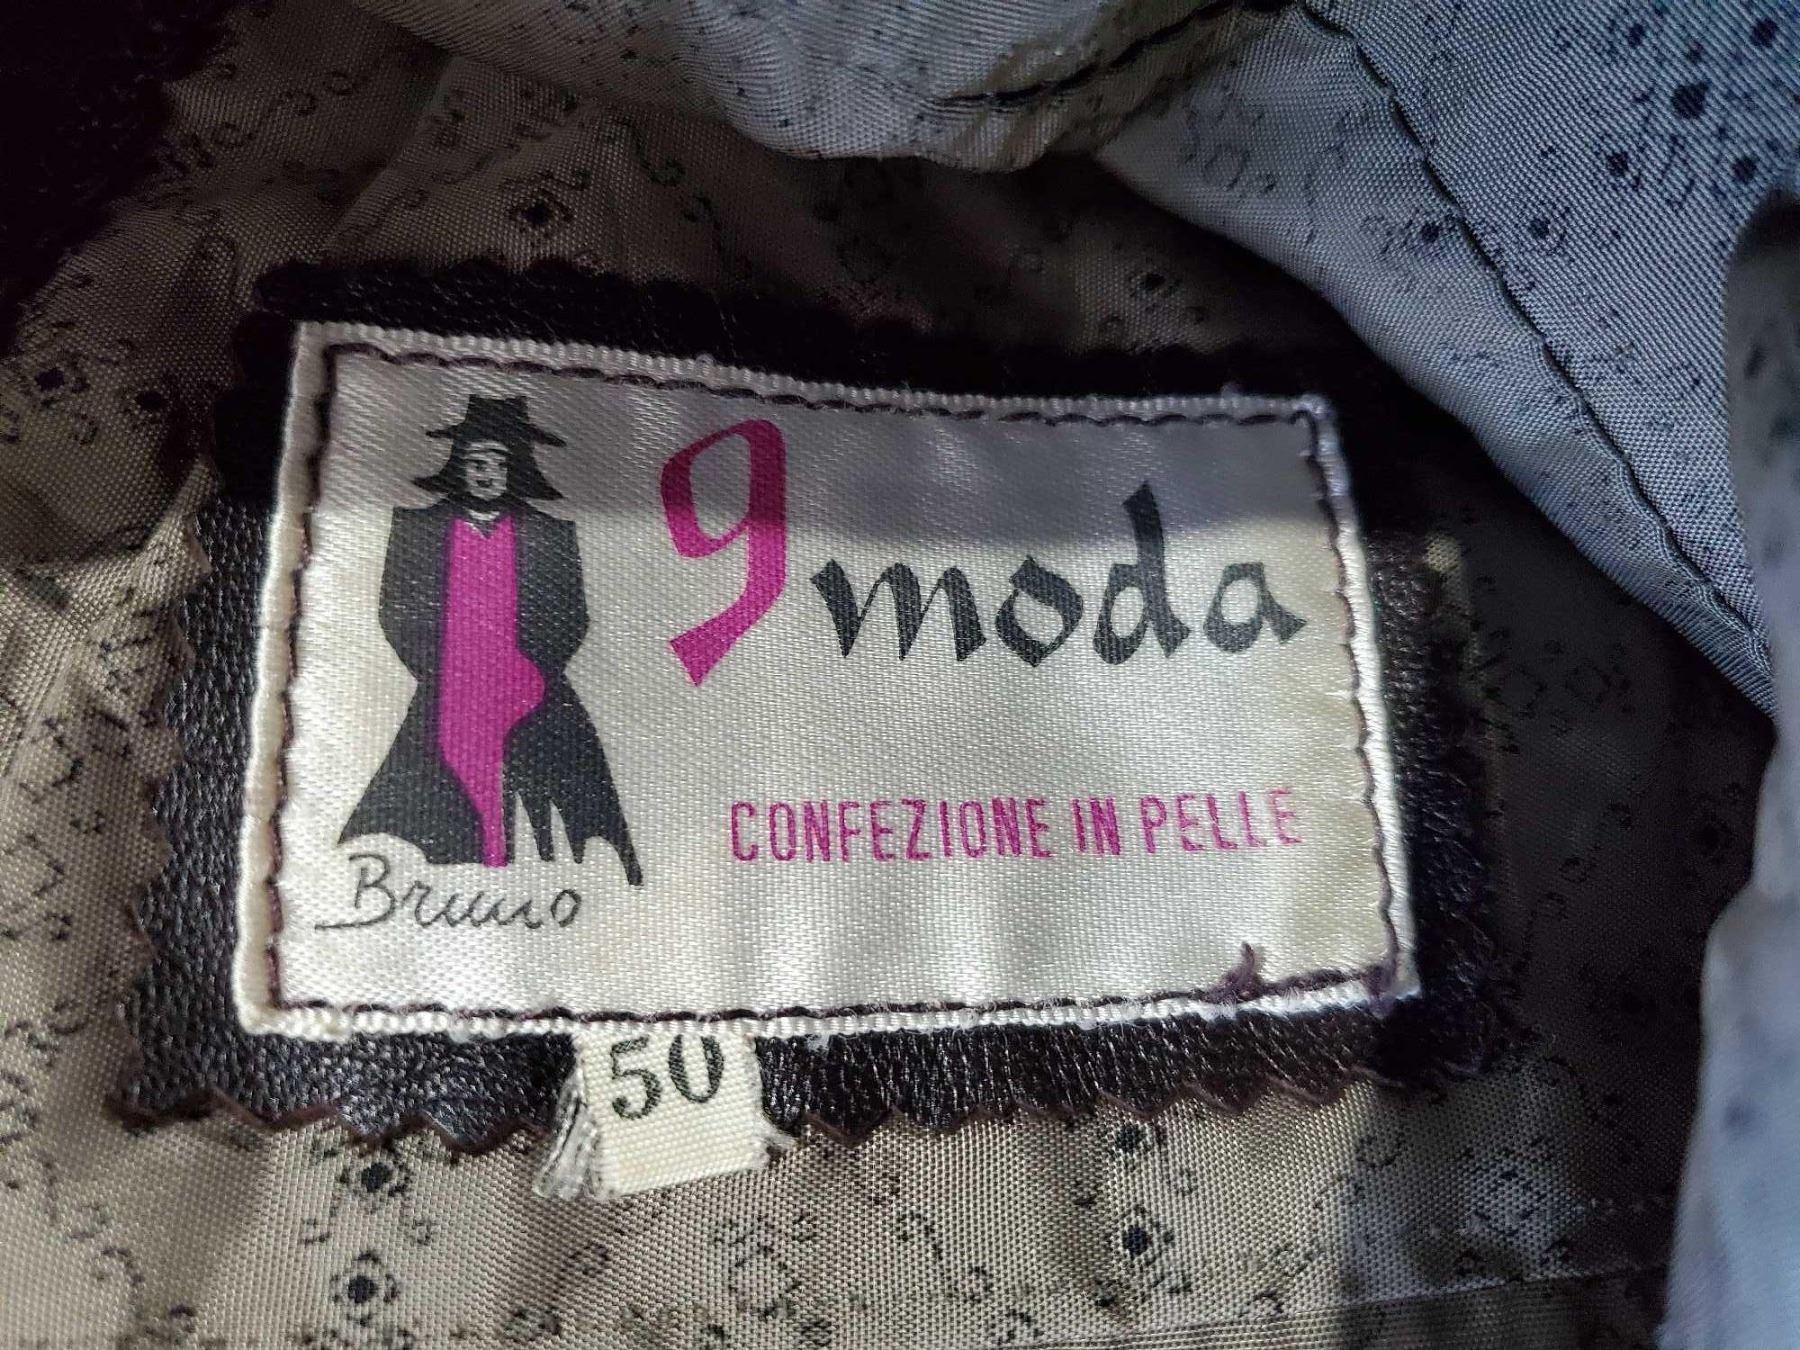 9 moda
CONFEZIONE IN PELLE
Bruno
50